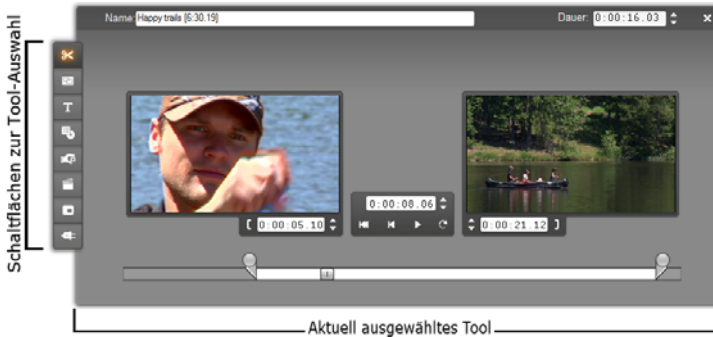 Name: Happy trails [6:30.19]
Dauer: 0:00:16.03
Schaltflächen zur Tool-Auswahl
T
0:00:08.06
[ 0:00:05.10
0:00:21.12 ]
Aktuell ausgewähltes Tool